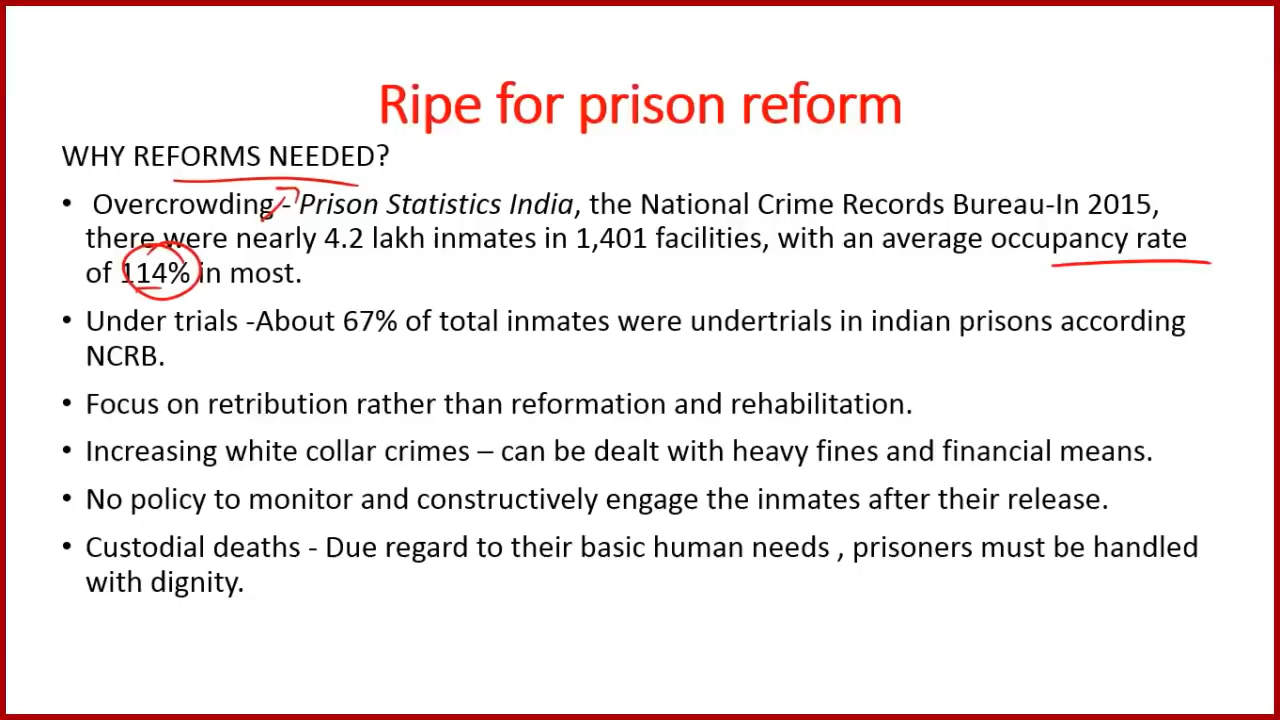 Ripe for prison reform
WHY REFORMS NEEDED?
• Overcrowding - Prison Statistics India, the National Crime Records Bureau-In 2015,
there were nearly 4.2 lakh inmates in 1,401 facilities, with an average occupancy rate
of 114% in most.
• Under trials -About 67% of total inmates were undertrials in indian prisons according
NCRB.
• Focus on retribution rather than reformation and rehabilitation.
• Increasing white collar crimes – can be dealt with heavy fines and financial means.
• No policy to monitor and constructively engage the inmates after their release.
• Custodial deaths - Due regard to their basic human needs , prisoners must be handled
with dignity.